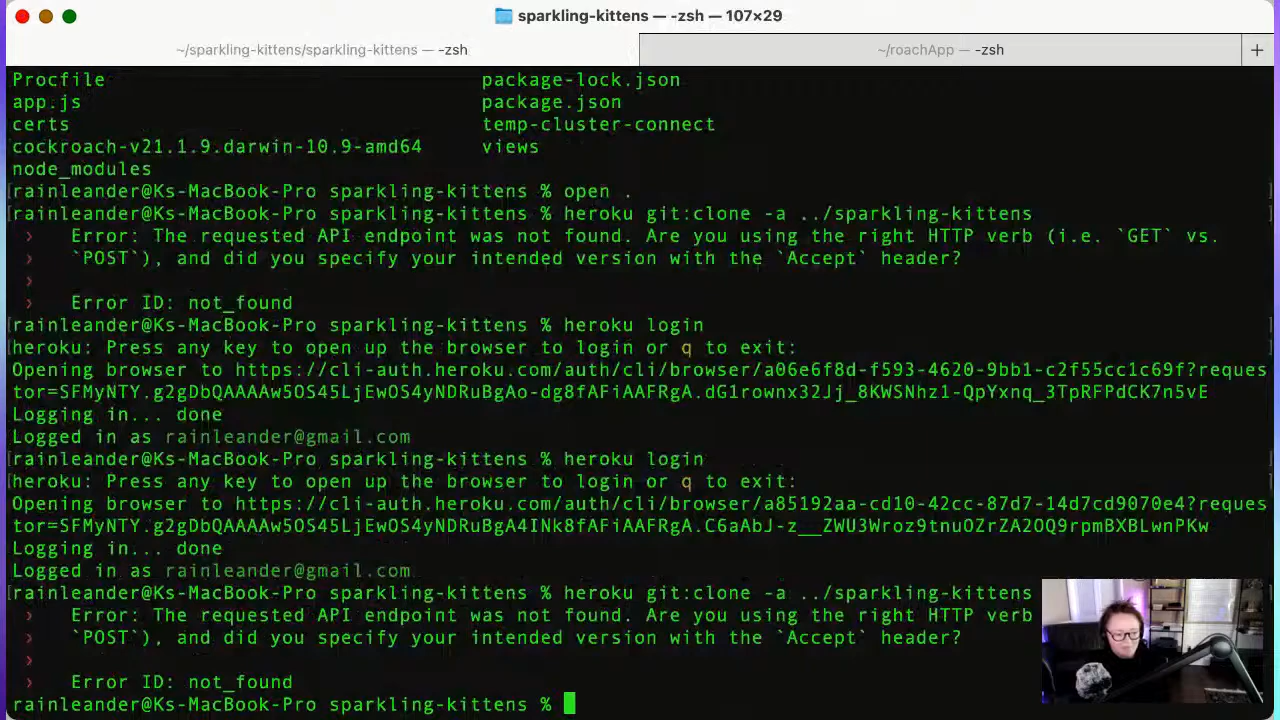 sparkling-kittens — -zsh — 107×29
~/sparkling-kittens/sparkling-kittens — -zsh
~/roachApp — -zsh
+
Procfile package-lock.json
app.js package.json
certs temp-cluster-connect
cockroach-v21.1.9.darwin-10.9-amd64 views
node_modules
[rainleander@Ks-MacBook-Pro sparkling-kittens % open . ]
[rainleander@Ks-MacBook-Pro sparkling-kittens % heroku git:clone -a ../sparkling-kittens ]
› Error: The requested API endpoint was not found. Are you using the right HTTP verb (i.e. `GET` vs.
› `POST`), and did you specify your intended version with the `Accept` header?
›
› Error ID: not_found
[rainleander@Ks-MacBook-Pro sparkling-kittens % heroku login ]
[heroku: Press any key to open up the browser to login or q to exit: ]
Opening browser to https://cli-auth.heroku.com/auth/cli/browser/a06e6f8d-f593-4620-9bb1-c2f55cc1c69f?reques
tor=SFMyNTY.g2gDbQAAAAw5OS45LjEwOS4yNDRuBgAo-dg8fAFiAAFRgA.dG1rownx32Jj_8KWSNhz1-QpYxnq_3TpRFPdCK7n5vE
Logging in... done
Logged in as rainleander@gmail.com
[rainleander@Ks-MacBook-Pro sparkling-kittens % heroku login ]
[heroku: Press any key to open up the browser to login or q to exit: ]
Opening browser to https://cli-auth.heroku.com/auth/cli/browser/a85192aa-cd10-42cc-87d7-14d7cd9070e4?reques
tor=SFMyNTY.g2gDbQAAAAw5OS45LjEwOS4yNDRuBgA4INk8fAFiAAFRgA.C6aAbJ-z__ZWU3Wroz9tnuOZrZA2OQ9rpmBXBLwnPKw
Logging in... done
Logged in as rainleander@gmail.com
[rainleander@Ks-MacBook-Pro sparkling-kittens % heroku git:clone -a ../sparkling-kittens
› Error: The requested API endpoint was not found. Are you using the right HTTP verb
› `POST`), and did you specify your intended version with the `Accept` header?
›
› Error ID: not_found
rainleander@Ks-MacBook-Pro sparkling-kittens %